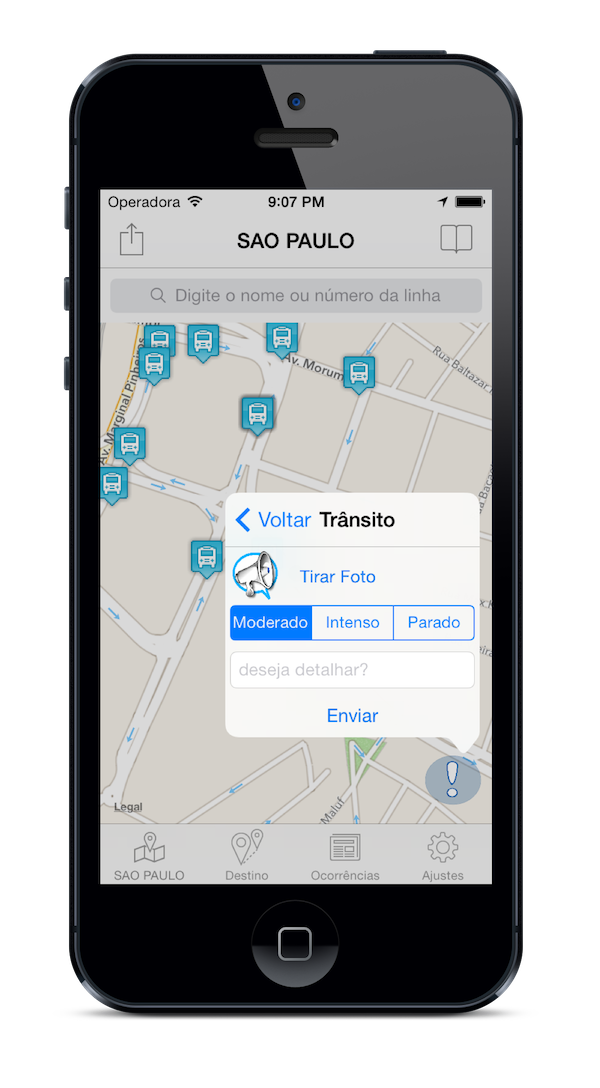 Operadora
9:07 PM
SAO PAULO
Digite o nome ou número da linha
Av. Marginal Pinheiros
Av. Morum
Rua Baltazar
Voltar Trânsito
Tirar Foto
Moderado Intenso Parado
deseja detalhar?
Enviar
Maluf
Legal
SAO PAULO
Destino
Ocorrências
Ajustes